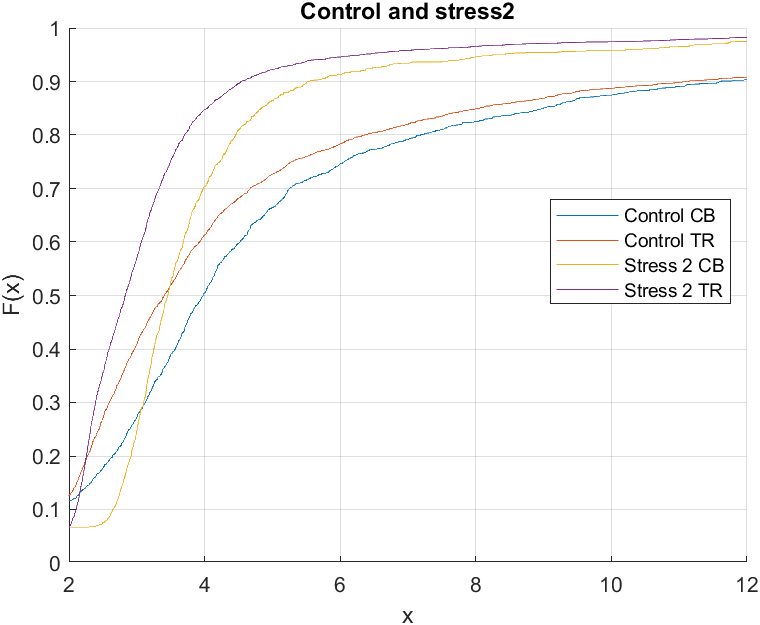 Control and stress2
1
0.9
0.8
0.7
0.6
0.5
0.4
0.3
0.2
0.1
0
F(x)
Control CB
Control TR
Stress 2 CB
Stress 2 TR
2 4 6 8 10 12
x